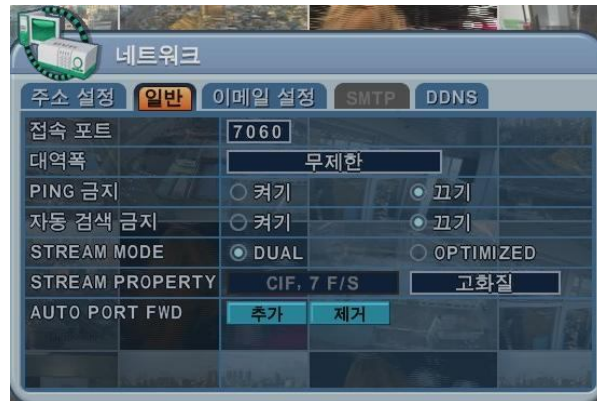 네트워크
주소 설정 일반 이메일 설정 SMTP DDNS
접속 포트 7060
대역폭 무제한
PING 금지 켜기 끄기
자동 검색 금지 켜기 끄기
STREAM MODE DUAL OPTIMIZED
STREAM PROPERTY CIF, 7 F/S 고화질
AUTO PORT FWD 추가 제거